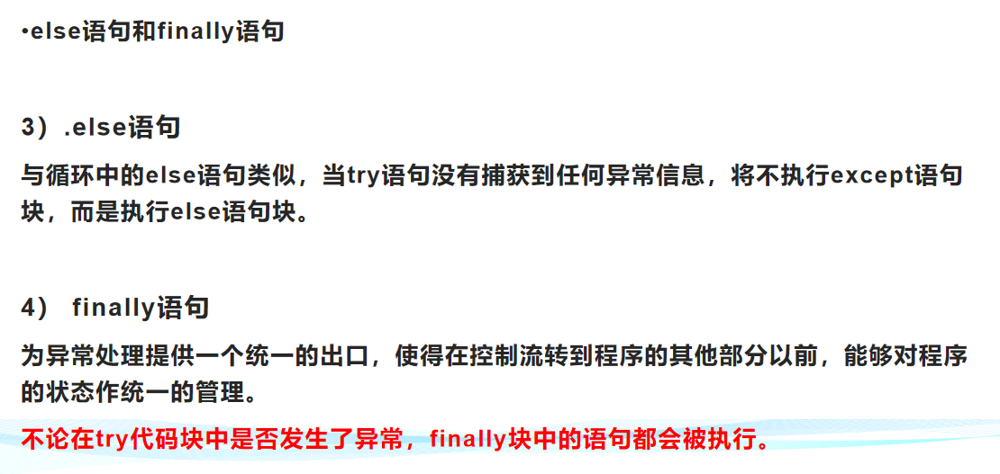 •else语句和finally语句
3）.else语句
与循环中的else语句类似，当try语句没有捕获到任何异常信息，将不执行except语句
块，而是执行else语句块。
4） finally语句
为异常处理提供一个统一的出口，使得在控制流转到程序的其他部分以前，能够对程序
的状态作统一的管理。
不论在try代码块中是否发生了异常，finally块中的语句都会被执行。